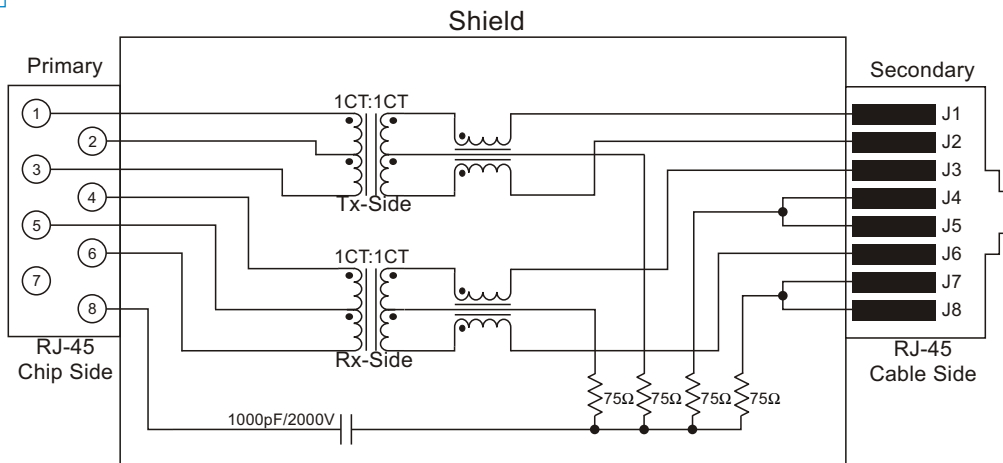 Shield
Primary
Secondary
1CT:1CT
1
J1
2
J2
3
J3
4
J4
Tx-Side
5
J5
6
J6
1CT:1CT
7
J7
8
J8
RJ-45
Chip Side
Rx-Side
RJ-45
Cable Side
75Ω 75Ω 75Ω 75Ω
1000pF/2000V